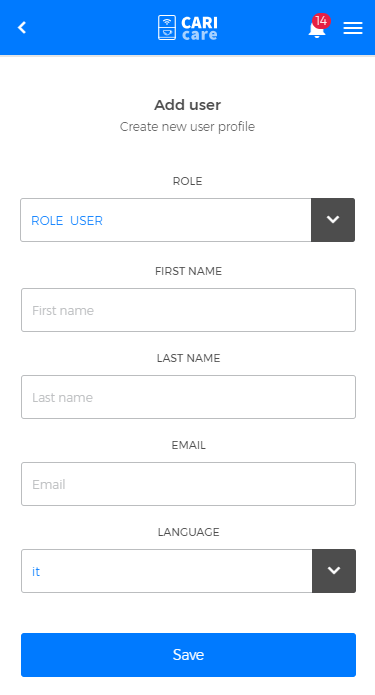 CARI
care
14
Add user
Create new user profile
ROLE
ROLE_USER
FIRST NAME
First name
LAST NAME
Last name
EMAIL
Email
LANGUAGE
it
Save